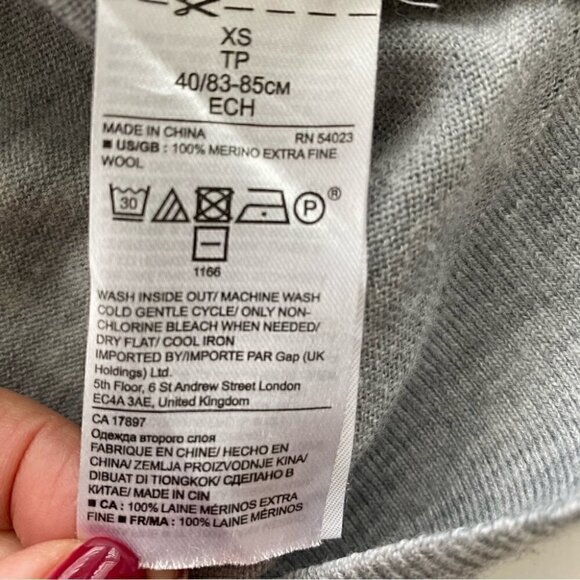 XS
TP
40/83-85CM
ECH
MADE IN CHINA RN 54023
■ US/GB : 100% MERINO EXTRA FINE
WOOL
30 P ®
1166
WASH INSIDE OUT/ MACHINE WASH
COLD GENTLE CYCLE/ ONLY NON-
CHLORINE BLEACH WHEN NEEDED/
DRY FLAT/ COOL IRON
IMPORTED BY/IMPORTE PAR Gap (UK
Holdings) Ltd.
5th Floor, 6 St Andrew Street London
EC4A 3AE, United Kingdom
CA 17897
Одежда второго слоя
FABRIQUE EN CHINE/ HECHO EN
CHINA/ ZEMLJA PROIZVODNJE KINA/
DIBUAT DI TIONGKOK/ СДЕЛАНО В
КИТАЕ/ MADE IN CIN
■ CA : 100% LAINE MÉRINOS EXTRA
FINE ■ FR/MA : 100% LAINE MÉRINOS